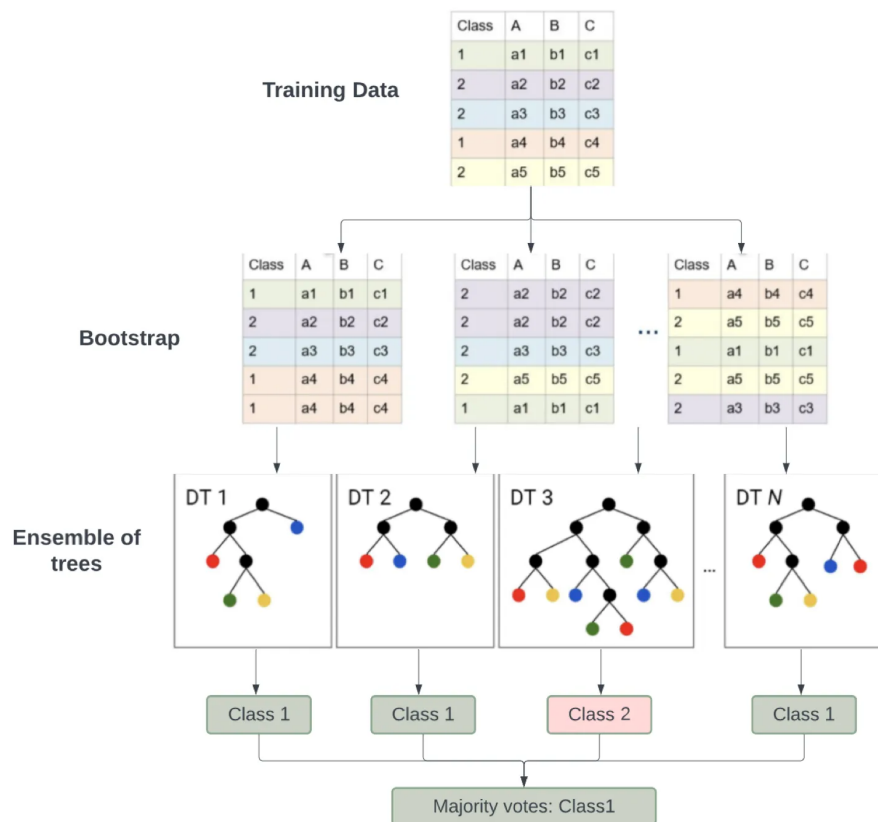 Class A B C
1 a1 b1 c1
Training Data
2 a2 b2 c2
2 a3 b3 c3
1 a4 b4 c4
2 a5 b5 c5
Bootstrap
Class A B C
1 a1 b1 c1
2 a2 b2 c2
2 a3 b3 c3
1 a4 b4 c4
1 a4 b4 c4
Class A B C
2 a2 b2 c2
2 a2 b2 c2
2 a3 b3 c3
2 a5 b5 c5
1 a1 b1 c1
...
Class A B C
1 a4 b4 c4
2 a5 b5 c5
1 a1 b1 c1
2 a5 b5 c5
2 a3 b3 c3
Ensemble of
trees
DT 1
DT 2
DT 3
...
DT N
Class 1
Class 1
Class 2
Class 1
Majority votes: Class1